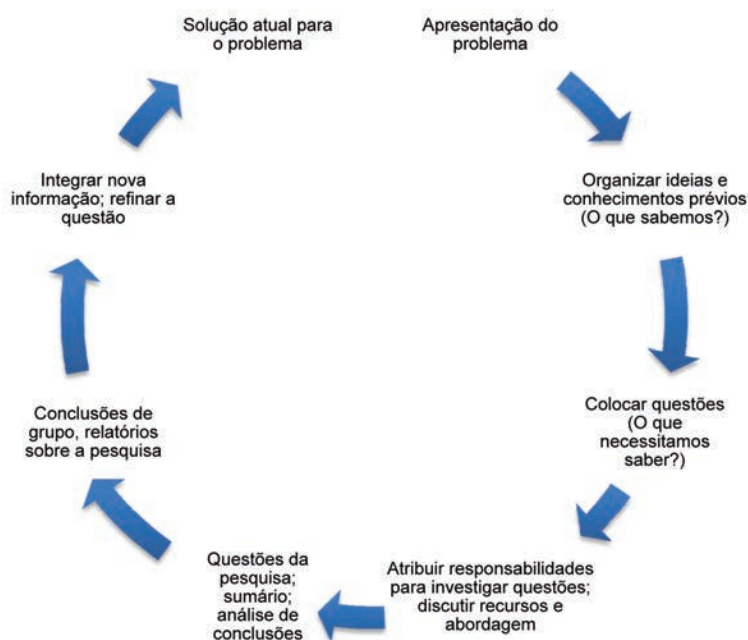 Apresentação do
problema
Organizar ideias e
conhecimentos prévios
(O que sabemos?)
Colocar questões
(O que
necessitamos
saber?)
Atribuir responsabilidades
para investigar questões;
discutir recursos e
abordagem
Questões da
pesquisa;
sumário;
análise de
conclusões
Conclusões de
grupo, relatórios
sobre a pesquisa
Integrar nova
informação; refinar a
questão
Solução atual para
o problema